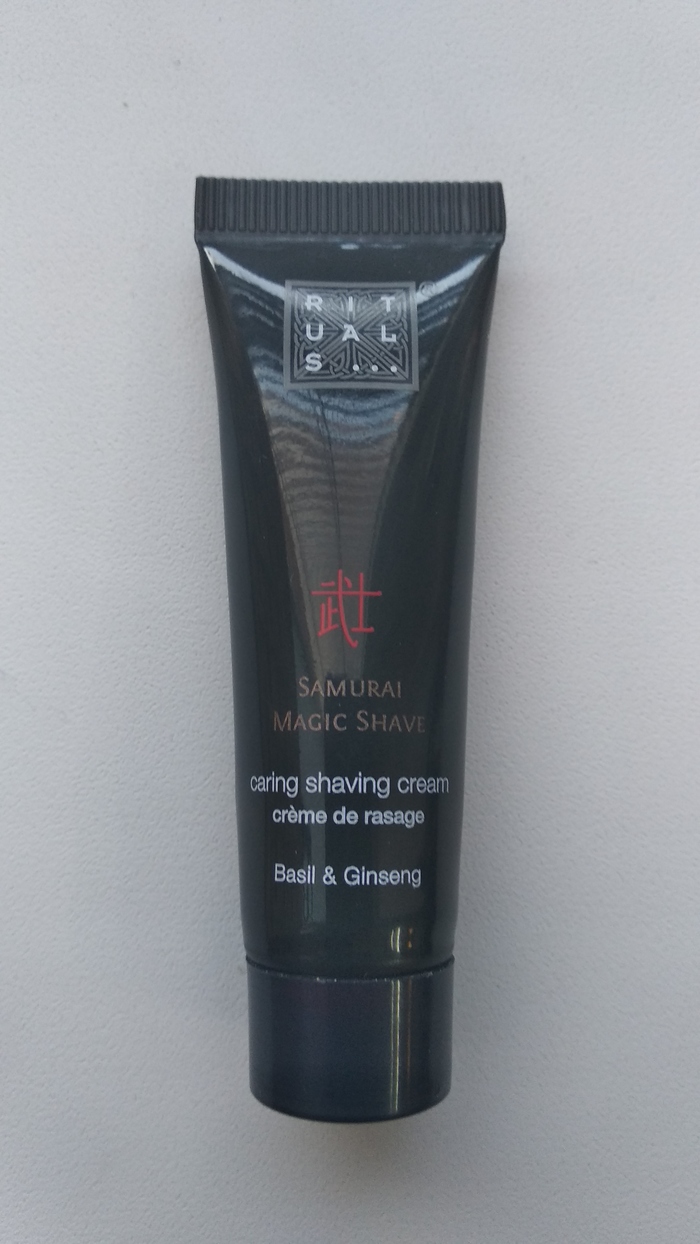 RIT
UAL
S...
®
武士
SAMURAI
MAGIC SHAVE
caring shaving cream
crème de rasage
Basil & Ginseng